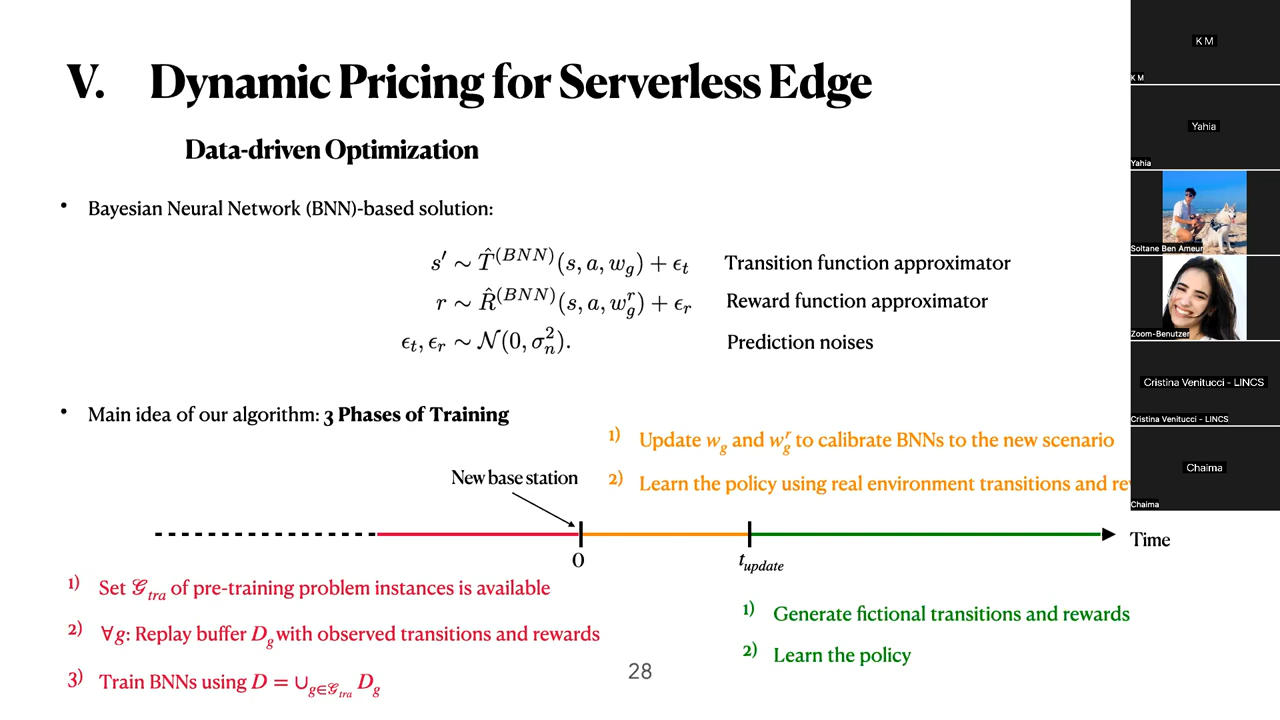 V. Dynamic Pricing for Serverless Edge
Data-driven Optimization
• Bayesian Neural Network (BNN)-based solution:
s′ ∼ T̂^(BNN)(s, a, w_g) + ϵ_t Transition function approximator
r ∼ R̂^(BNN)(s, a, w_g^r) + ϵ_r Reward function approximator
ϵ_t, ϵ_r ∼ 𝒩(0, σ_n^2). Prediction noises
• Main idea of our algorithm: 3 Phases of Training
1) Update w_g and w_g^r to calibrate BNNs to the new scenario
2) Learn the policy using real environment transitions and
New base station
0
t_update
Time
1) Set 𝒢_tra of pre-training problem instances is available
2) ∀g: Replay buffer D_g with observed transitions and rewards
3) Train BNNs using D = ∪_g∈𝒢_tra D_g
1) Generate fictional transitions and rewards
2) Learn the policy
28
K M
K M
Yahia
Yahia
Soltane Ben Ameur
Zoom-Benutzer
Cristina Venitucci - LINCS
Cristina Venitucci - LINCS
Chaima
Chaima